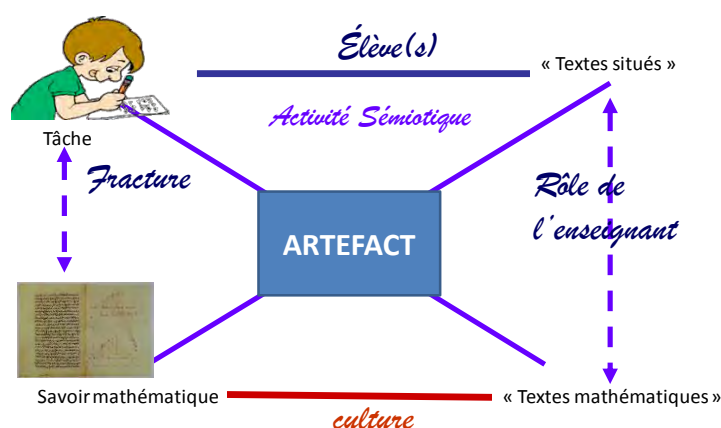 Élève(s)
« Textes situés »
Activité Sémiotique
Tâche
Fracture
Rôle de
l'enseignant
ARTEFACT
Savoir mathématique
« Textes mathématiques »
culture